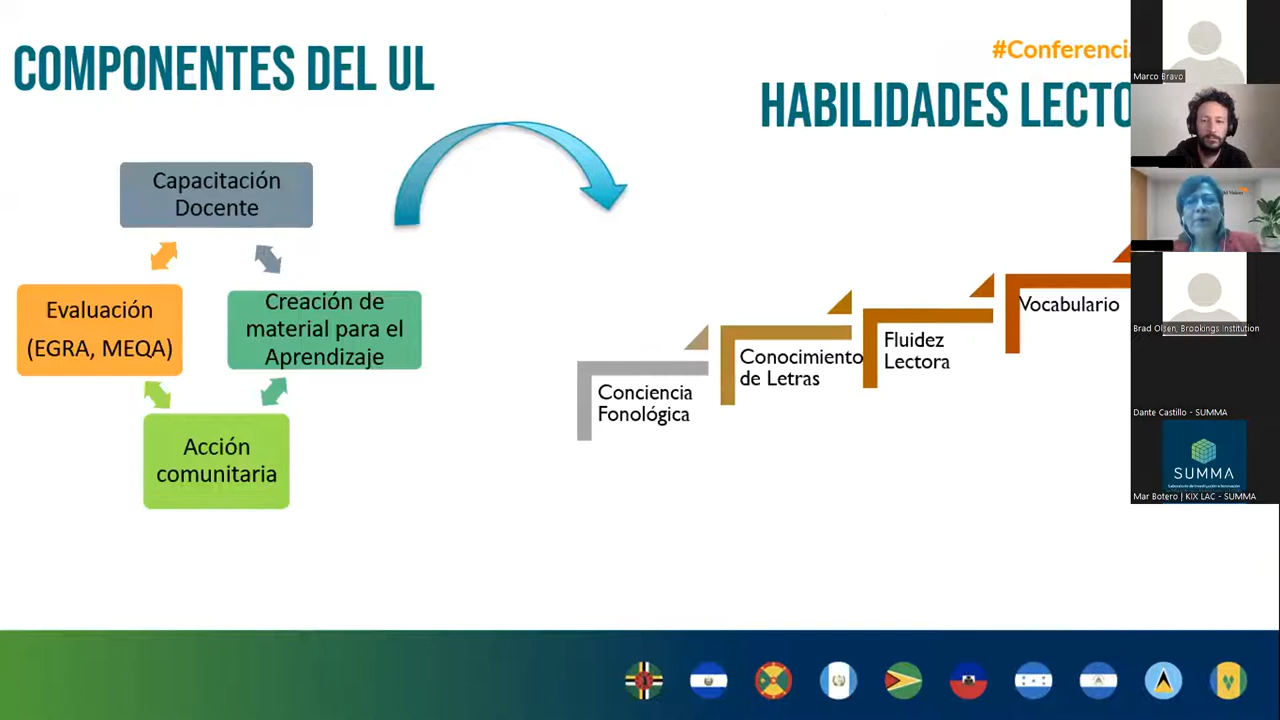 COMPONENTES DEL UL
#Conferencia
HABILIDADES LECTO
Capacitación
Docente
Evaluación
(EGRA, MEQA)
Creación de
material para el
Aprendizaje
Acción
comunitaria
Conciencia
Fonológica
Conocimiento
de Letras
Fluidez
Lectora
Vocabulario
Marco Bravo
Brad Olsen, Brookings Institution
Dante Castillo - SUMMA
SUMMA
Mar Botero | KIX LAC - SUMMA